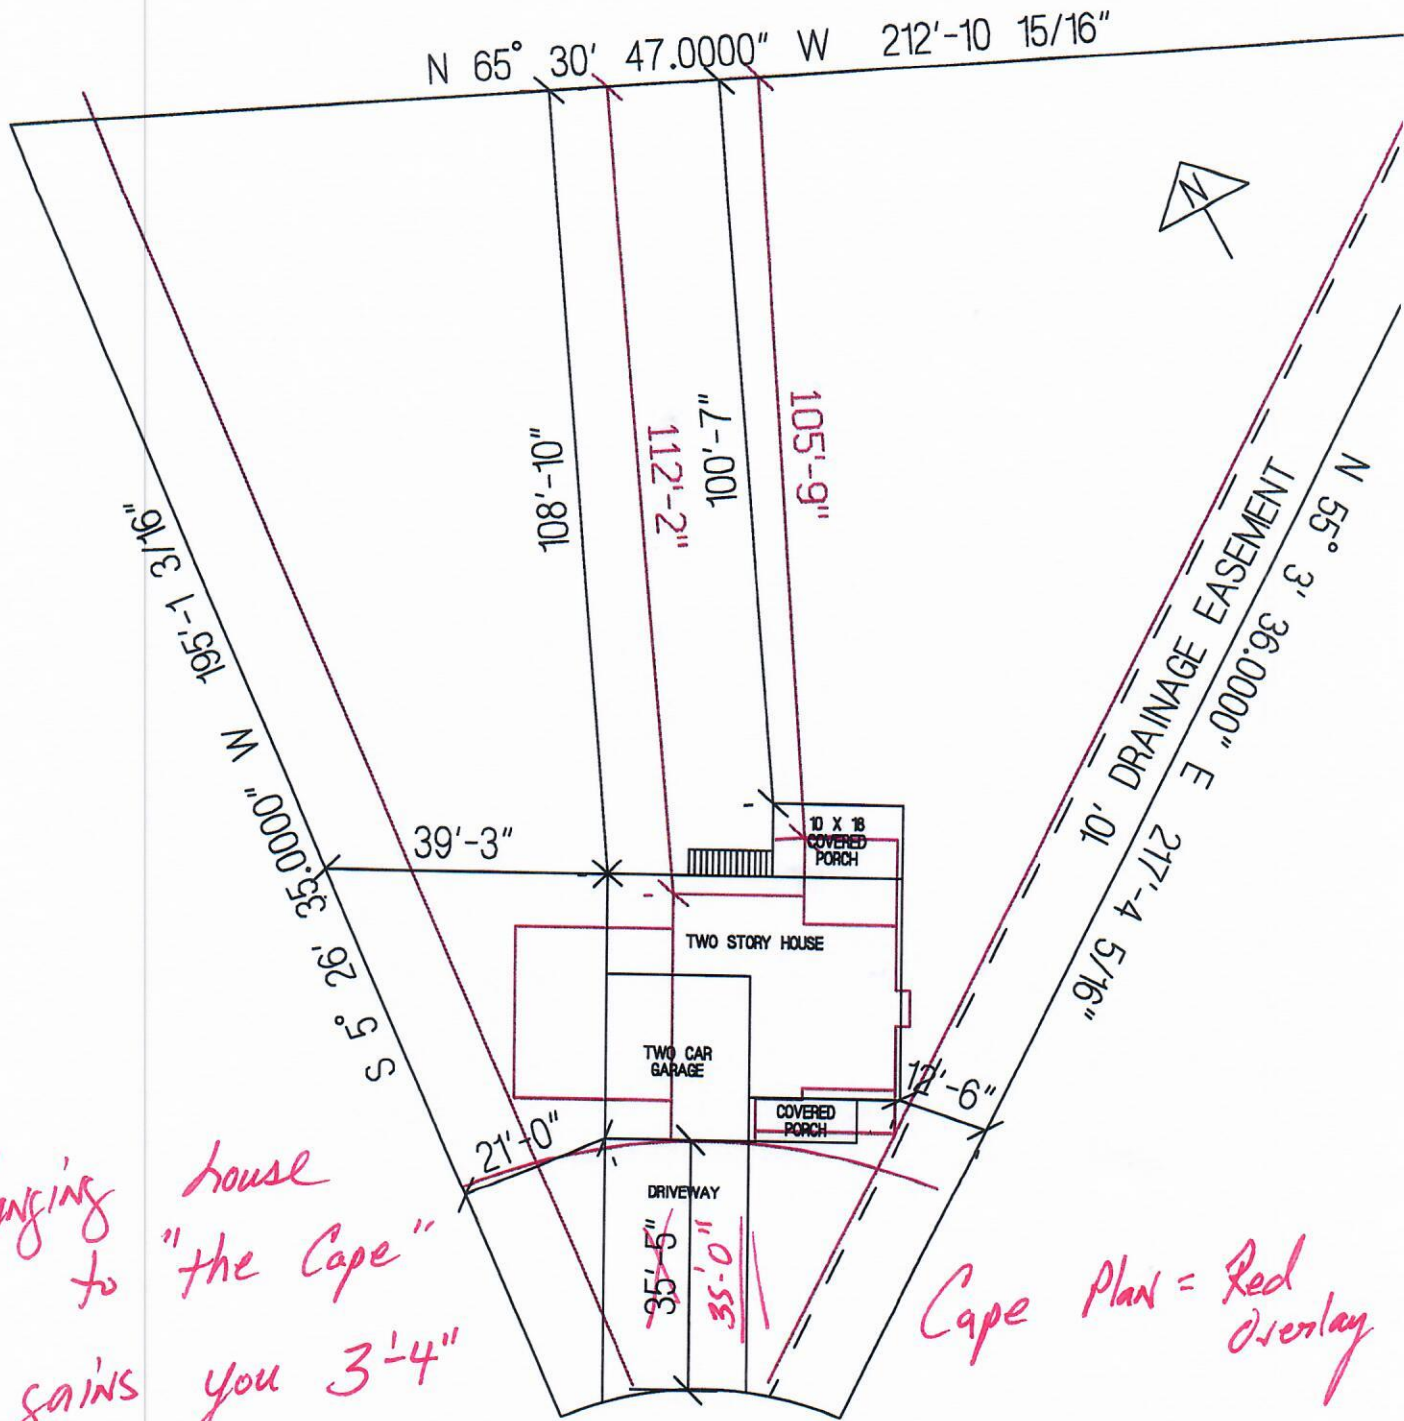 N 65° 30' 47.0000" W 212'-10 15/16"
N
108'-10"
112'-2"
100'-7"
105'-9"
S 5° 26' 35.0000" W 195'-1 3/16"
10' DRAINAGE EASEMENT
N 55° 3' 36.0000" E 217'-4 5/16"
39'-3"
10 X 18
COVERED
PORCH
TWO STORY HOUSE
TWO CAR
GARAGE
COVERED
PORCH
12'-9"
21'-0"
DRIVEWAY
35'-5"
35'-0"
nging house
to "the Cape"
gains you 3'-4"
Cape Plan = Red
Overlay